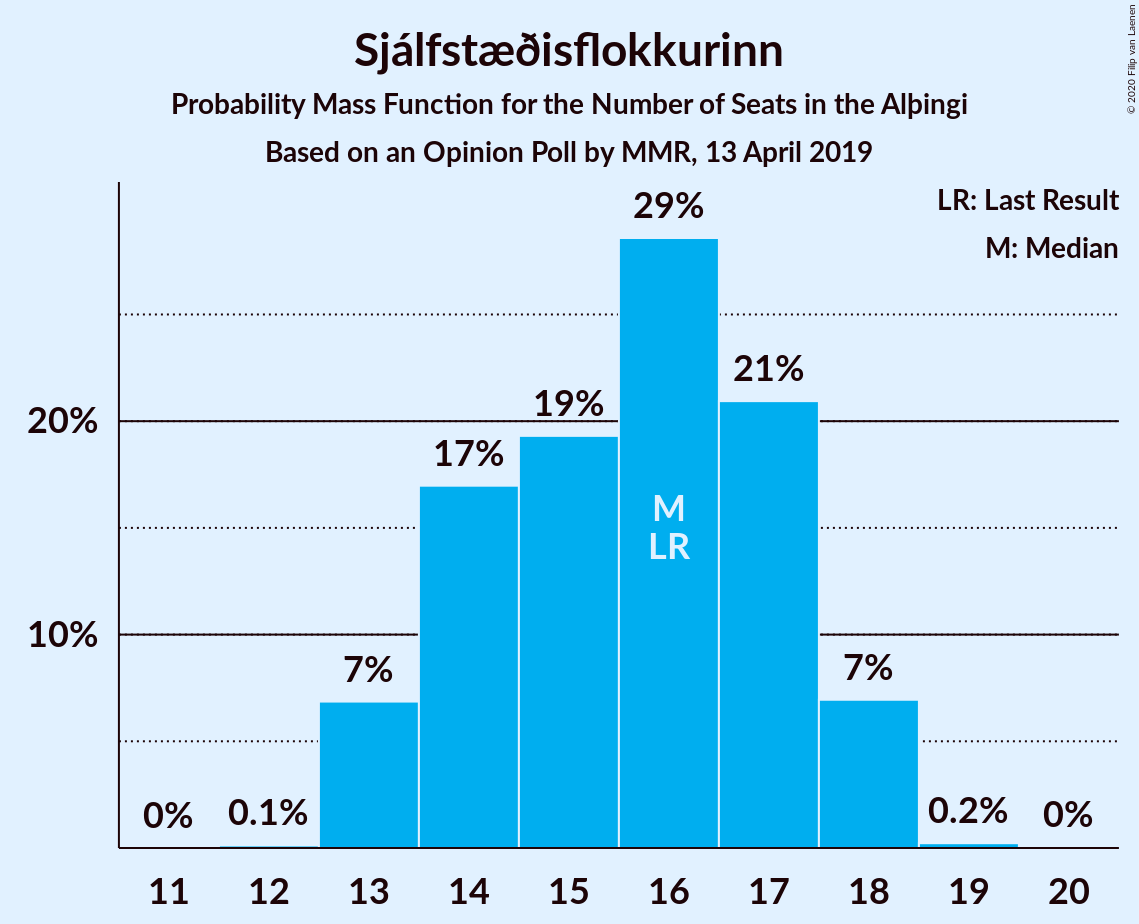 Sjálfstæðisflokkurinn
Probability Mass Function for the Number of Seats in the Alþingi
Based on an Opinion Poll by MMR, 13 April 2019
© 2020 Filip van Laenen
LR: Last Result
M: Median
20%
10%
0%
0.1%
7%
17%
19%
29%
21%
7%
0.2%
0%
M
LR
11 12 13 14 15 16 17 18 19 20